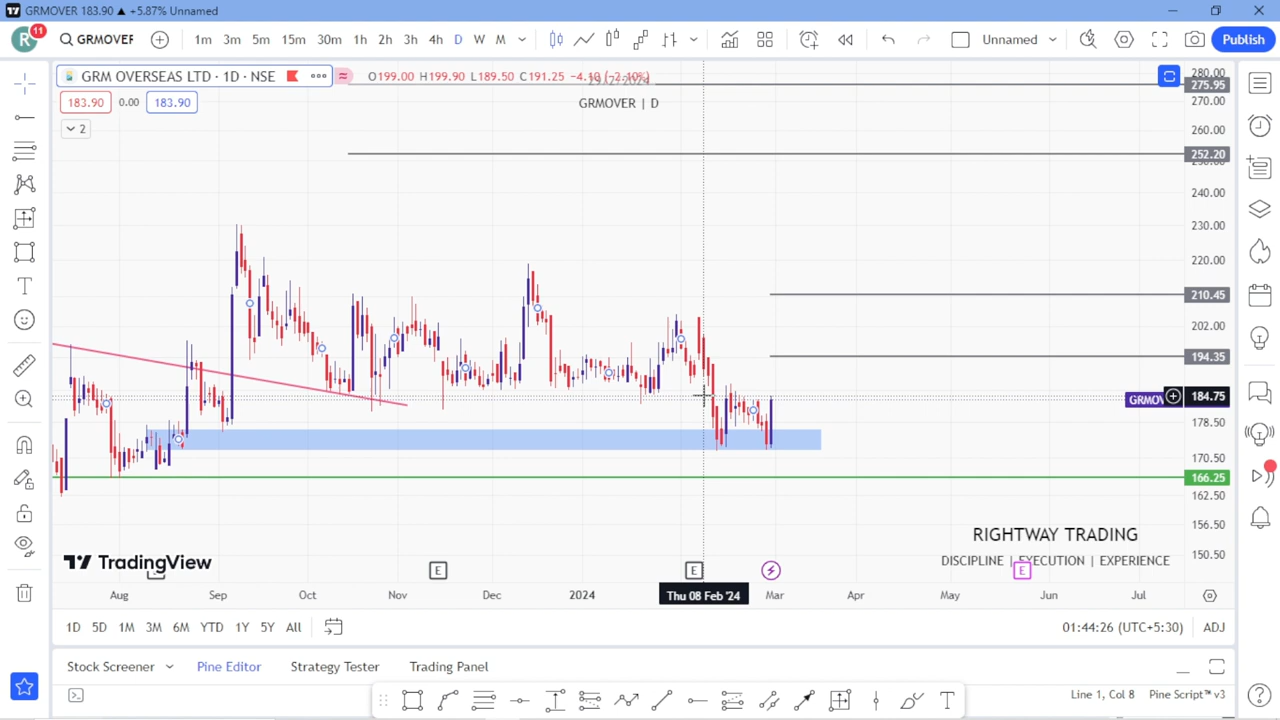 GRMOVER 183.90 ▲ +5.87% Unnamed
R 11 GRMOVER 1m 3m 5m 15m 30m 1h 2h 3h 4h D W M Unnamed Publish
GRM OVERSEAS LTD · 1D · NSE O199.00 H199.90 L189.50 C191.25 −4.10 (−2.10%)
183.90 0.00 183.90
GRMOVER | D
2
280.00
275.95
270.00
260.00
252.20
250.00
240.00
230.00
220.00
210.45
202.00
194.35
GRMOV 184.75
178.50
170.50
166.25
162.50
156.50
150.50
RIGHTWAY TRADING
DISCIPLINE | EXECUTION | EXPERIENCE
TradingView
E E E
Aug Sep Oct Nov Dec 2024 Thu 08 Feb '24 Mar Apr May Jun Jul
1D 5D 1M 3M 6M YTD 1Y 5Y All 01:44:26 (UTC+5:30) ADJ
Stock Screener Pine Editor Strategy Tester Trading Panel
Line 1, Col 8 Pine Script™ v3